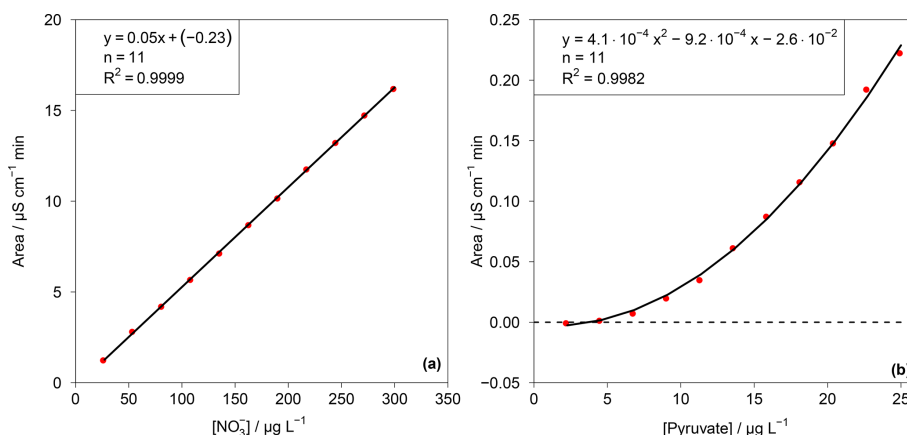 20
15
10
5
0
0
50
100
150
200
250
300
350
Area / µS cm⁻¹ min
[NO₃⁻] / µg L⁻¹
y = 0.05x + (−0.23)
n = 11
R² = 0.9999
(a)
0.25
0.20
0.15
0.10
0.05
0.00
−0.05
0
5
10
15
20
25
Area / µS cm⁻¹ min
[Pyruvate] / µg L⁻¹
y = 4.1 · 10⁻⁴ x² − 9.2 · 10⁻⁴ x − 2.6 · 10⁻²
n = 11
R² = 0.9982
(b)